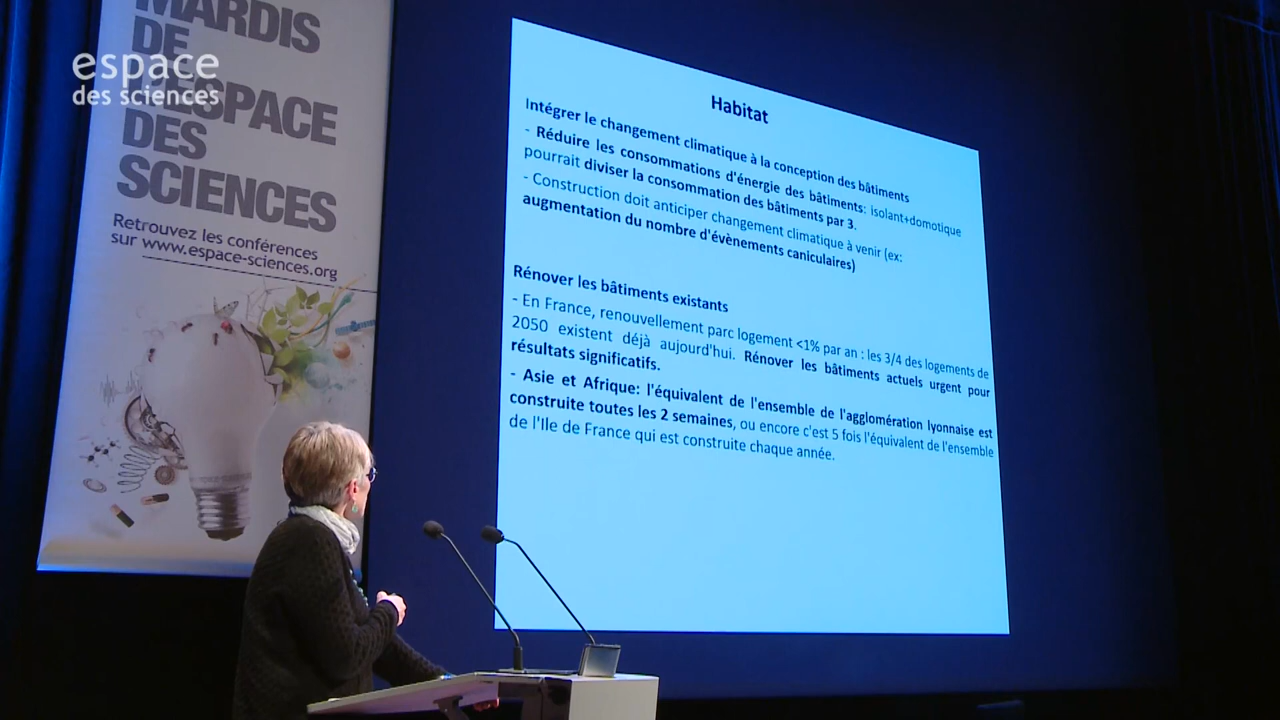 MARDIS
DE
L'ESPACE
DES
SCIENCES
Retrouvez les conférences
sur www.espace-sciences.org
espace
des sciences
Habitat
Intégrer le changement climatique à la conception des bâtiments
- Réduire les consommations d'énergie des bâtiments: isolant+domotique
pourrait diviser la consommation des bâtiments par 3.
- Construction doit anticiper changement climatique à venir (ex:
augmentation du nombre d'évènements caniculaires)
Rénover les bâtiments existants
- En France, renouvellement parc logement <1% par an : les 3/4 des logements de
2050 existent déjà aujourd'hui. Rénover les bâtiments actuels urgent pour
résultats significatifs.
- Asie et Afrique: l'équivalent de l'ensemble de l'agglomération lyonnaise est
construite toutes les 2 semaines, ou encore c'est 5 fois l'équivalent de l'ensemble
de l'Ile de France qui est construite chaque année.